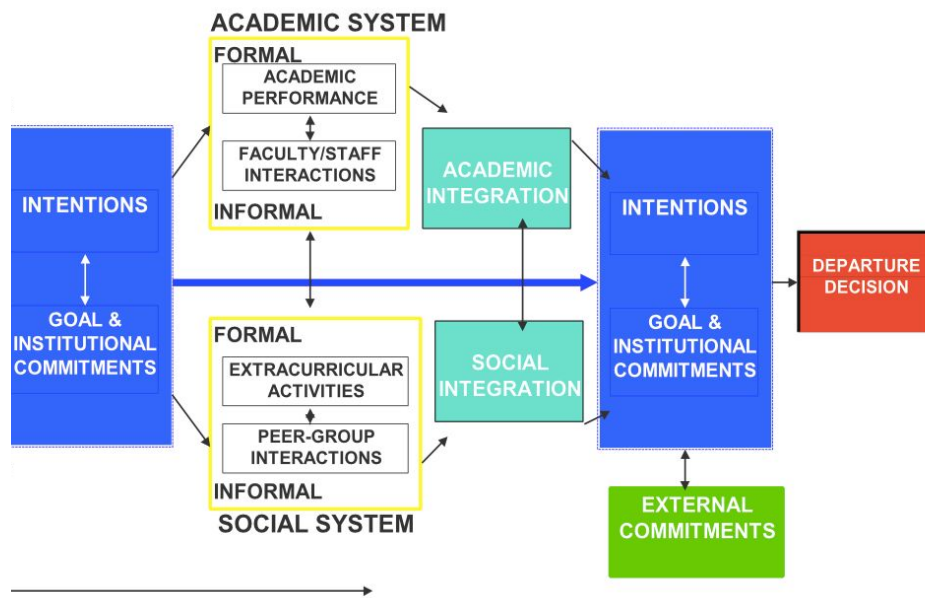 ACADEMIC SYSTEM
FORMAL
ACADEMIC
PERFORMANCE
FACULTY/STAFF
INTERACTIONS
INFORMAL
INTENTIONS
GOAL &
INSTITUTIONAL
COMMITMENTS
FORMAL
EXTRACURRICULAR
ACTIVITIES
PEER-GROUP
INTERACTIONS
INFORMAL
SOCIAL SYSTEM
ACADEMIC
INTEGRATION
SOCIAL
INTEGRATION
INTENTIONS
GOAL &
INSTITUTIONAL
COMMITMENTS
EXTERNAL
COMMITMENTS
DEPARTURE
DECISION